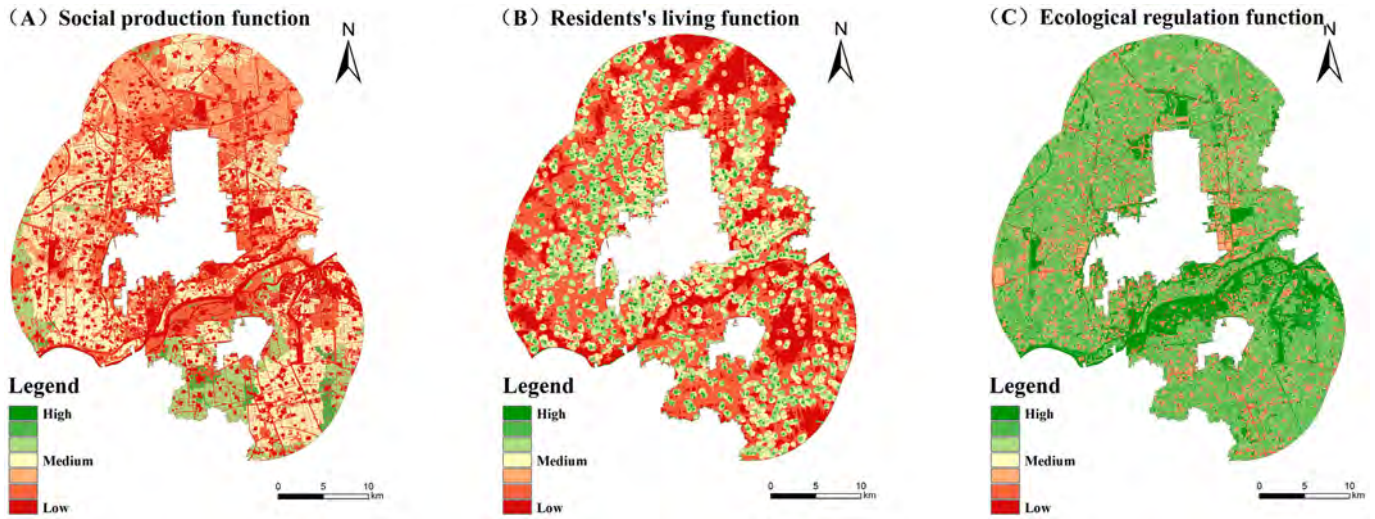 (A) Social production function
N
Legend
High
Medium
Low
0 5 10
km
(B) Residents's living function
N
Legend
High
Medium
Low
0 5 10
km
(C) Ecological regulation function
N
Legend
High
Medium
Low
0 5 10
km